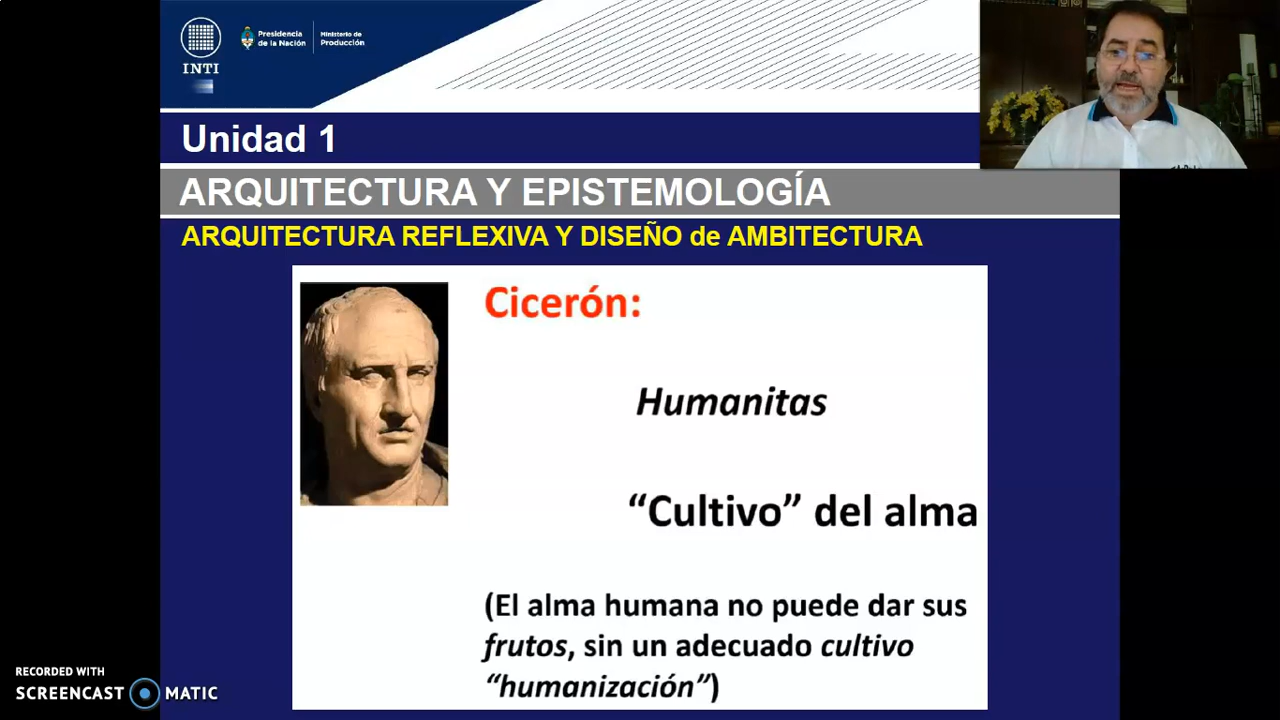 INTI
Presidencia
de la Nación
Ministerio de
Producción
Unidad 1
ARQUITECTURA Y EPISTEMOLOGÍA
ARQUITECTURA REFLEXIVA Y DISEÑO de AMBITECTURA
Cicerón:
Humanitas
“Cultivo” del alma
(El alma humana no puede dar sus
frutos, sin un adecuado cultivo
“humanización”)
RECORDED WITH
SCREENCAST MATIC